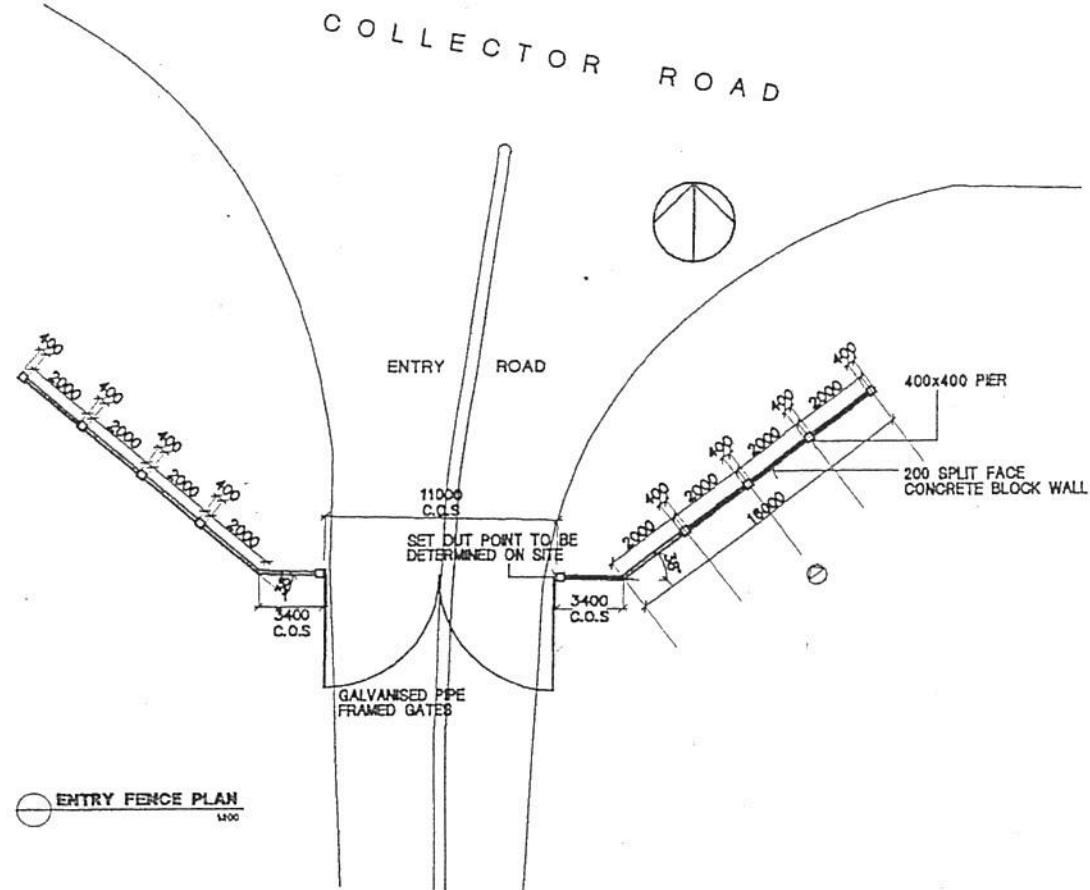 COLLECTOR ROAD
ENTRY ROAD
400
2000
400
2000
400
2000
400
2000
400
2000
400
2000
400
2000
400
2000
400x400 PIER
200 SPLIT FACE
CONCRETE BLOCK WALL
16000
11000
C.O.S
SET OUT POINT TO BE
DETERMINED ON SITE
3400
C.O.S
3400
C.O.S
GALVANISED PIPE
FRAMED GATES
ENTRY FENCE PLAN
1:100